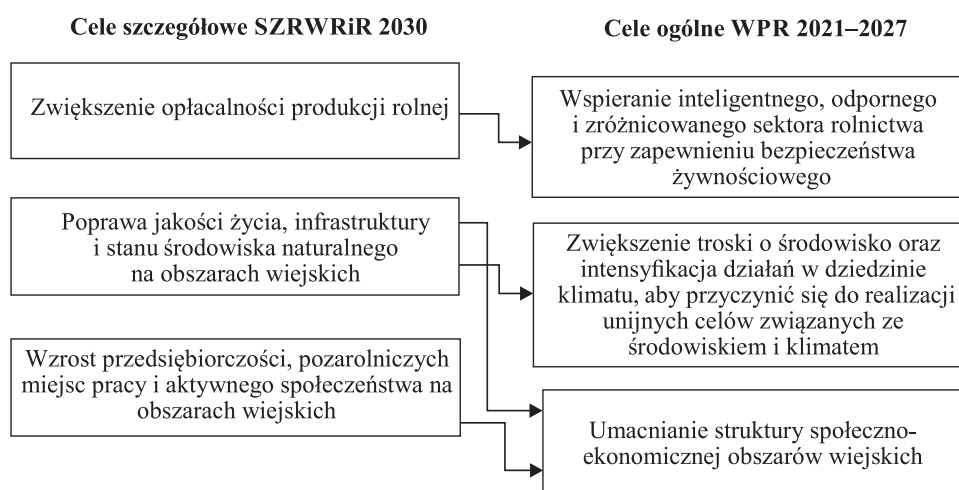 Cele szczegółowe SZRWRiR 2030
Zwiększenie opłacalności produkcji rolnej
Poprawa jakości życia, infrastruktury
i stanu środowiska naturalnego
na obszarach wiejskich
Wzrost przedsiębiorczości, pozarolniczych
miejsc pracy i aktywnego społeczeństwa na
obszarach wiejskich
Cele ogólne WPR 2021–2027
Wspieranie inteligentnego, odpornego
i zróżnicowanego sektora rolnictwa
przy zapewnieniu bezpieczeństwa
żywnościowego
Zwiększenie troski o środowisko oraz
intensyfikacja działań w dziedzinie
klimatu, aby przyczynić się do realizacji
unijnych celów związanych ze
środowiskiem i klimatem
Umacnianie struktury społeczno-
ekonomicznej obszarów wiejskich